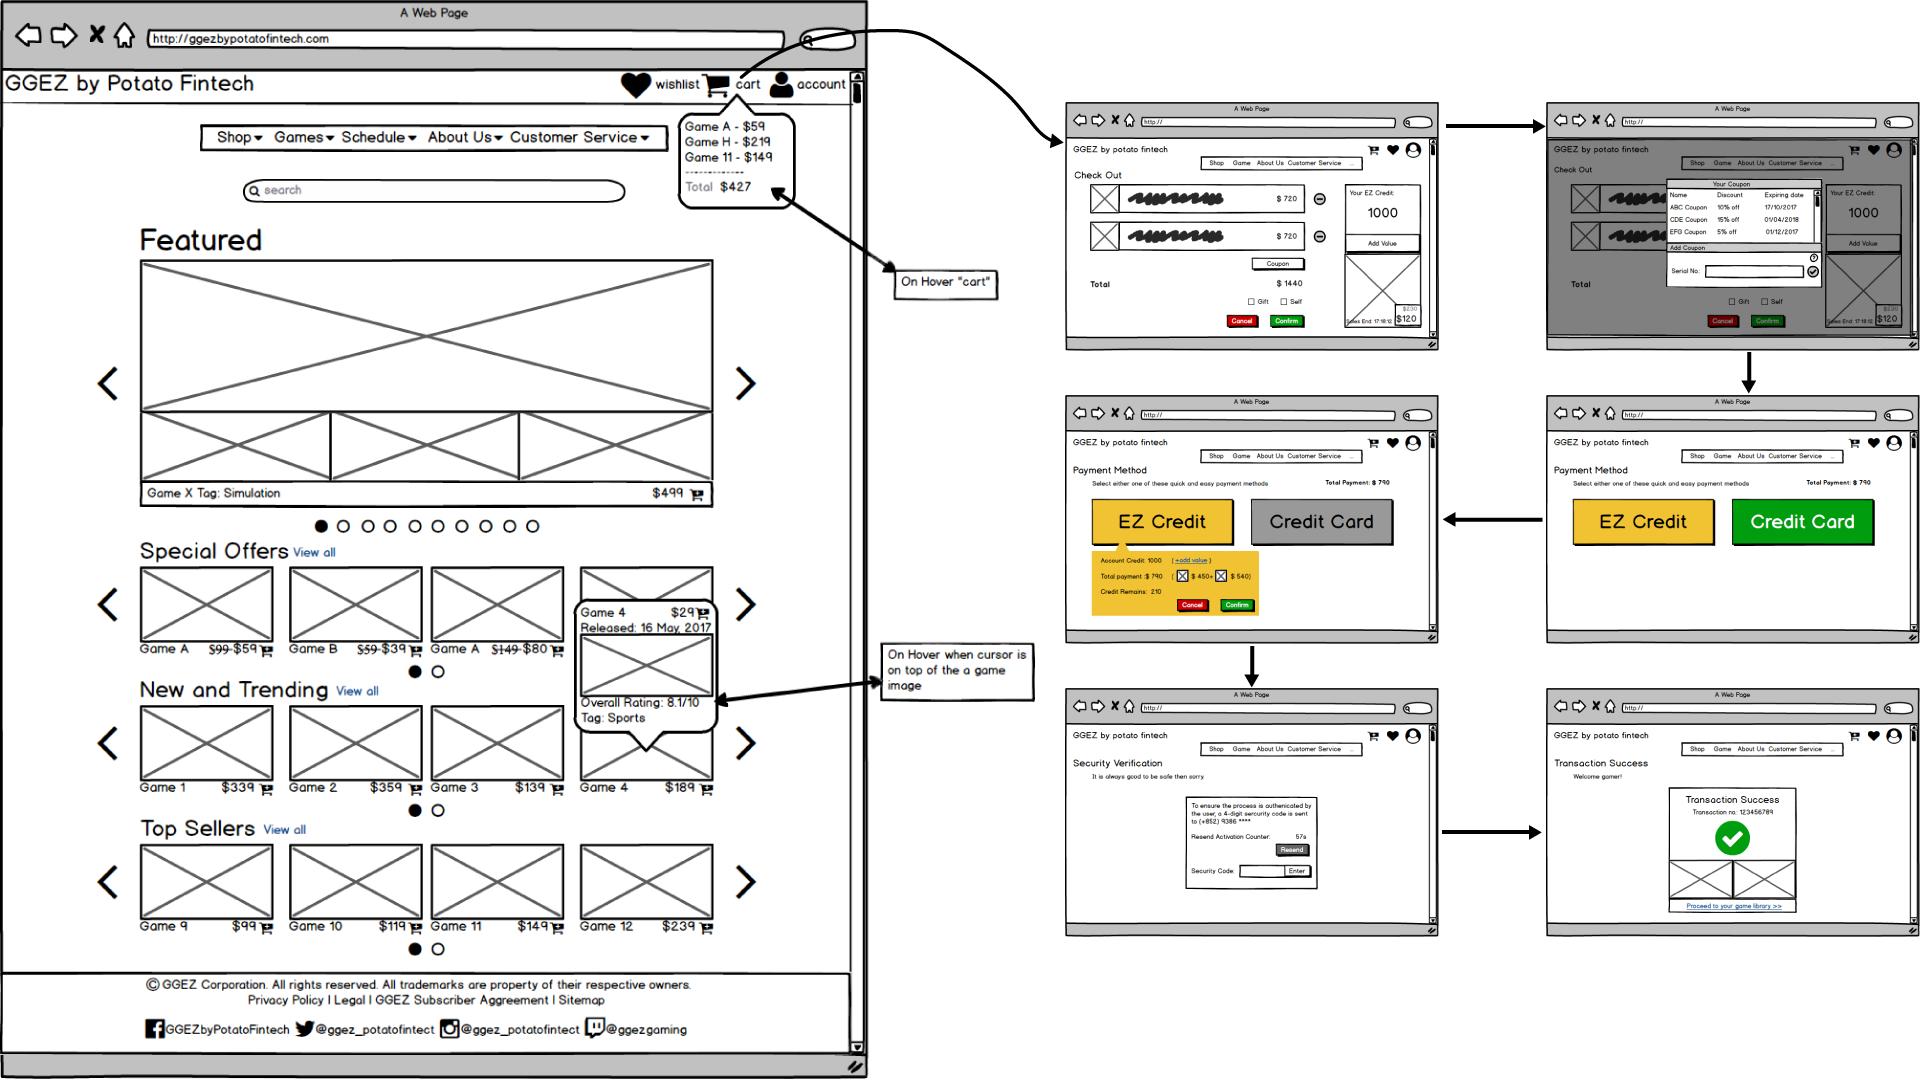 A Web Page
http://ggezbypotatofintech.com
GGEZ by Potato Fintech
wishlist
cart
account
Shop Games Schedule About Us Customer Service
Game A - $59
Game H - $219
Game 11 - $149
--------------
Total $427
search
On Hover "cart"
Featured
Game X Tag: Simulation $499
Special Offers View all
Game A $99 $59
Game B $59 $39
Game A $149 $80
Game 4 $29
Released: 16 May, 2017
Overall Rating: 8.1/10
Tag: Sports
On Hover when cursor is
on top of the a game
image
New and Trending View all
Game 1 $339
Game 2 $359
Game 3 $139
Game 4 $189
Top Sellers View all
Game 9 $99
Game 10 $119
Game 11 $149
Game 12 $239
© GGEZ Corporation. All rights reserved. All trademarks are property of their respective owners.
Privacy Policy | Legal | GGEZ Subscriber Aggreement | Sitemap
GGEZbyPotatoFintech @ggez_potatofintect @ggez_potatofintect @ggezgaming
A Web Page
http://
GGEZ by potato fintech
Shop Game About Us Customer Service ...
Check Out
$ 720
$ 720
Coupon
Total $ 1440
Gift Self
Cancel Confirm
Your EZ Credit:
1000
Add Value
$230
Sales End: 17:18:12 $120
A Web Page
http://
GGEZ by potato fintech
Shop Game About Us Customer Service ...
Check Out
Your Coupon
Name Discount Expiring date
ABC Coupon 10% off 17/10/2017
CDE Coupon 15% off 01/04/2018
EFG Coupon 5% off 01/12/2017
Add Coupon
?
Serial No:
Your EZ Credit:
1000
Add Value
Total
Gift Self
Cancel Confirm
$230
Sales End: 17:18:12 $120
A Web Page
http://
GGEZ by potato fintech
Shop Game About Us Customer Service ...
Payment Method
Select either one of these quick and easy payment methods
Total Payment: $ 790
EZ Credit Credit Card
Account Credit: 1000 ( +add value )
Total payment :$ 790 ( $ 450+ $ 540)
Credit Remains: 210
Cancel Confirm
A Web Page
http://
GGEZ by potato fintech
Shop Game About Us Customer Service ...
Payment Method
Select either one of these quick and easy payment methods
Total Payment: $ 790
EZ Credit Credit Card
A Web Page
http://
GGEZ by potato fintech
Shop Game About Us Customer Service ...
Security Verification
It is always good to be safe then sorry
To ensure the process is authenicated by
the user, a 4-digit sercurity code is sent
to (+852) 9386 ****
Resend Activation Counter: 57s
Resend
Security Code: Enter
A Web Page
http://
GGEZ by potato fintech
Shop Game About Us Customer Service ...
Transaction Success
Welcome gamer!
Transaction Success
Transaction no.: 123456789
Proceed to your game library >>